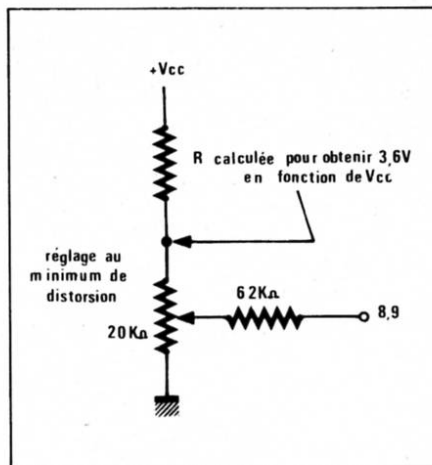 +Vcc
R calculée pour obtenir 3,6V
en fonction de Vcc
réglage au
minimum de
distorsion
62KΩ
8,9
20KΩ